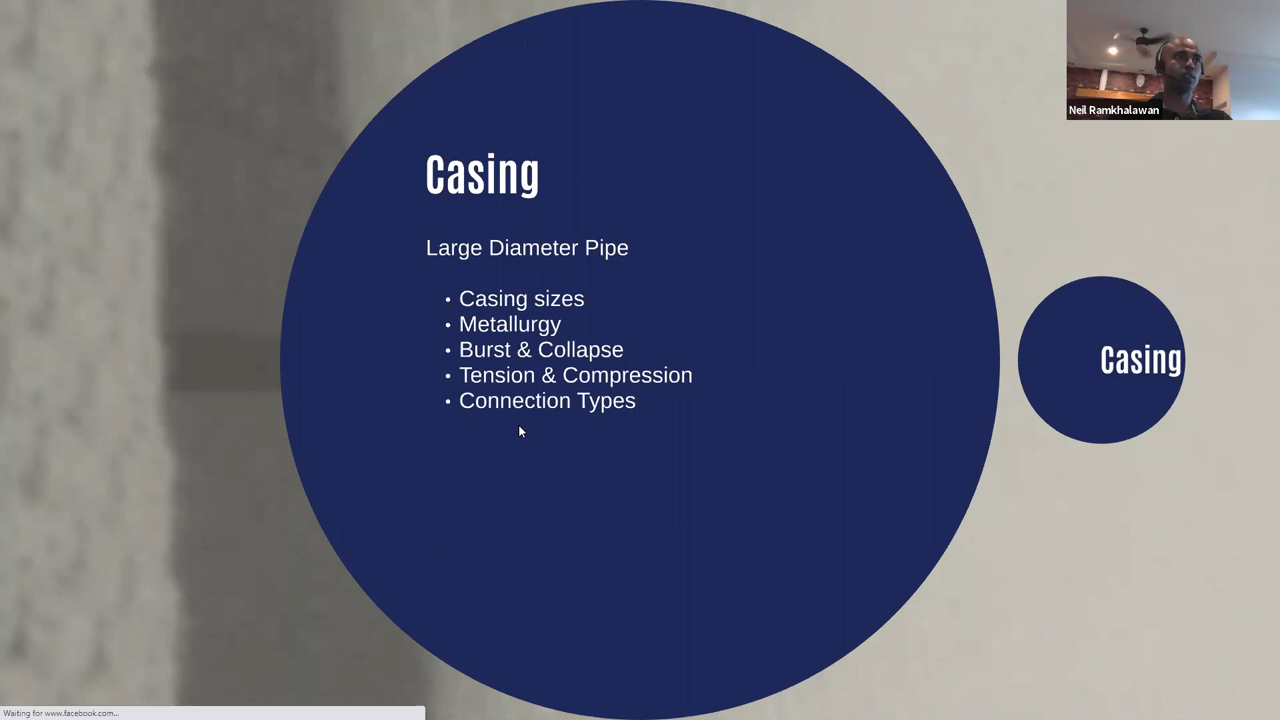 Neil Ramkhalawan
Casing
Large Diameter Pipe
• Casing sizes
• Metallurgy
• Burst & Collapse
• Tension & Compression
• Connection Types
Casing
Waiting for www.facebook.com...